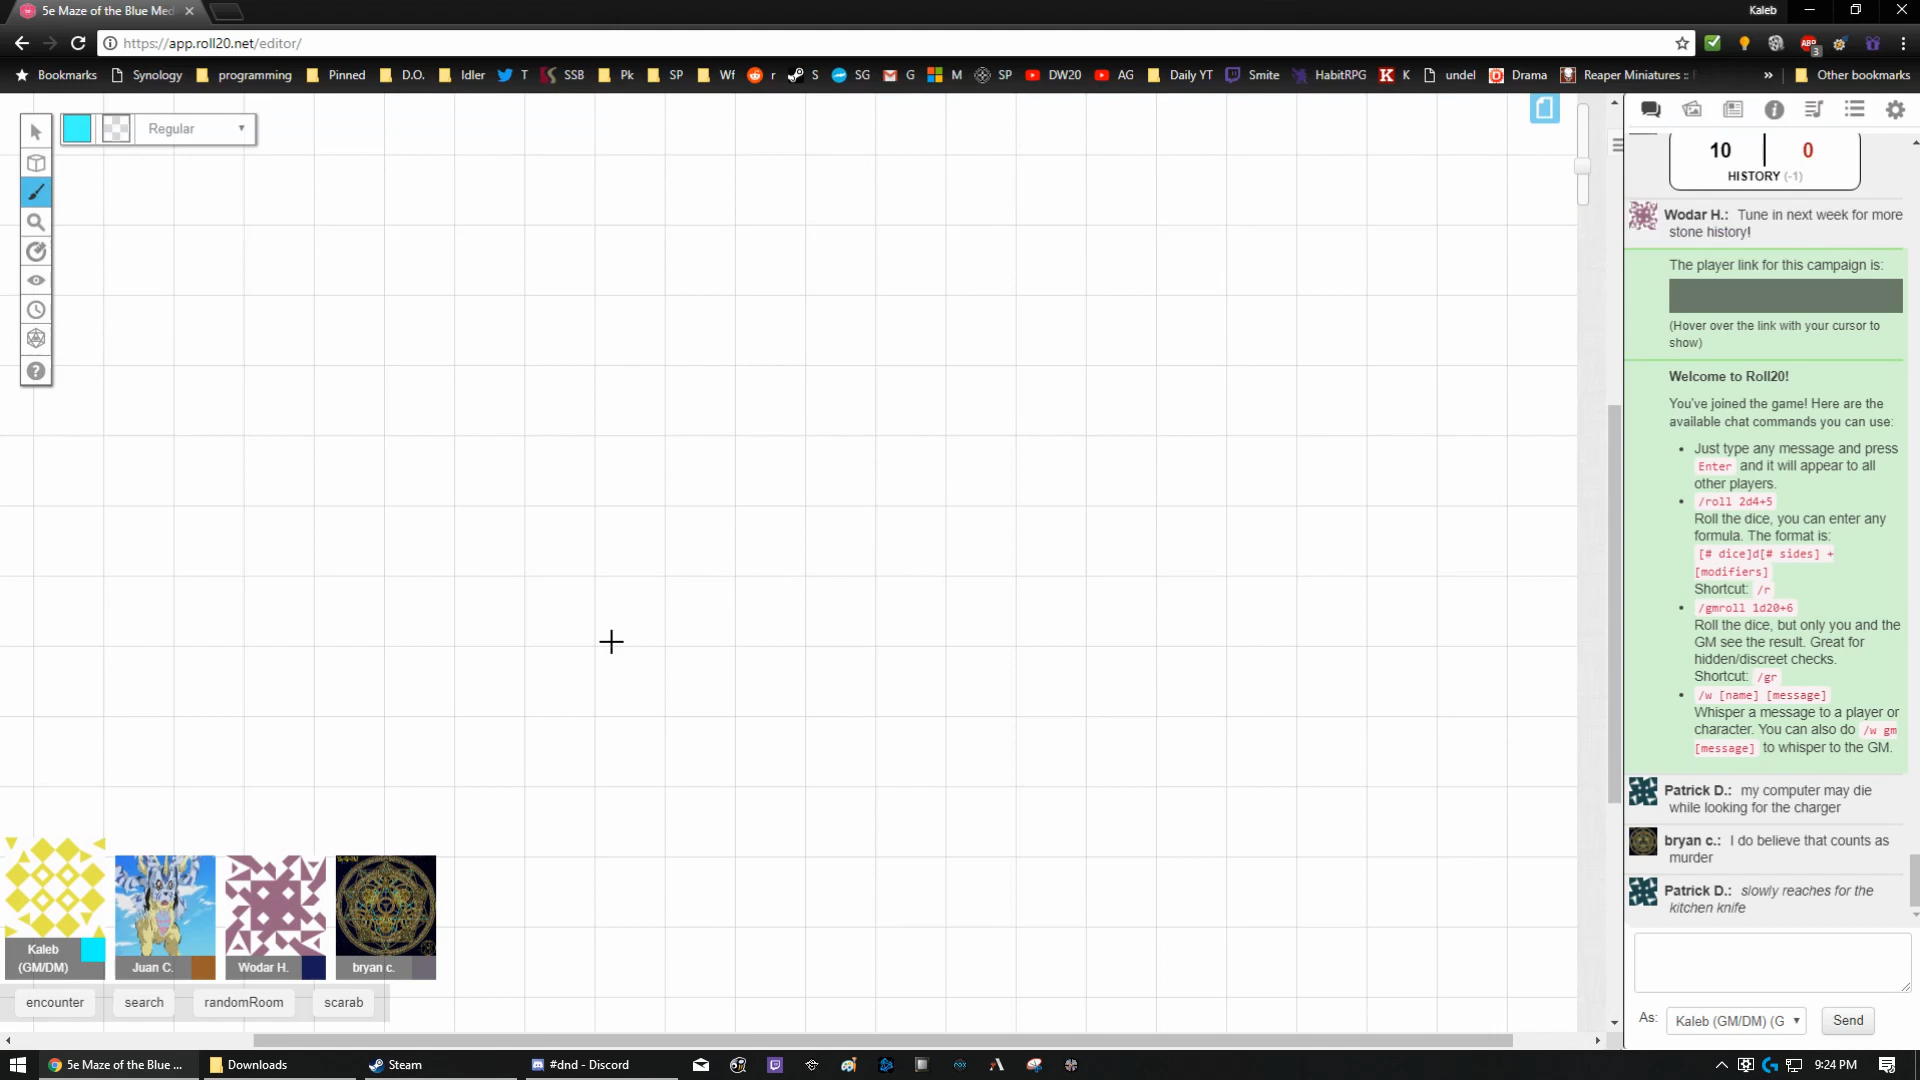 5e Maze of the Blue Med
Kaleb
https://app.roll20.net/editor/
ABP
3
Bookmarks Synology programming Pinned D.O. Idler T SSB Pk SP Wf r S SG G M SP DW20 AG Daily YT Smite HabitRPG K undel Drama Reaper Miniatures :: » Other bookmarks
Regular
10 0
HISTORY (-1)
Wodar H.: Tune in next week for more
stone history!
The player link for this campaign is:
(Hover over the link with your cursor to
show)
Welcome to Roll20!
You've joined the game! Here are the
available chat commands you can use:
Just type any message and press
Enter and it will appear to all
other players.
/roll 2d4+5
Roll the dice, you can enter any
formula. The format is:
[# dice]d[# sides] +
[modifiers]
Shortcut: /r
/gmroll 1d20+6
Roll the dice, but only you and the
GM see the result. Great for
hidden/discreet checks.
Shortcut: /gr
/w [name] [message]
Whisper a message to a player or
character. You can also do /w gm
[message] to whisper to the GM.
Patrick D.: my computer may die
while looking for the charger
bryan c.: I do believe that counts as
murder
Patrick D.: slowly reaches for the
kitchen knife
Kaleb
(GM/DM)
Juan C.
Wodar H.
bryan c.
encounter search randomRoom scarab
As: Kaleb (GM/DM) (G Send
5e Maze of the Blue ... Downloads Steam #dnd - Discord 9:24 PM